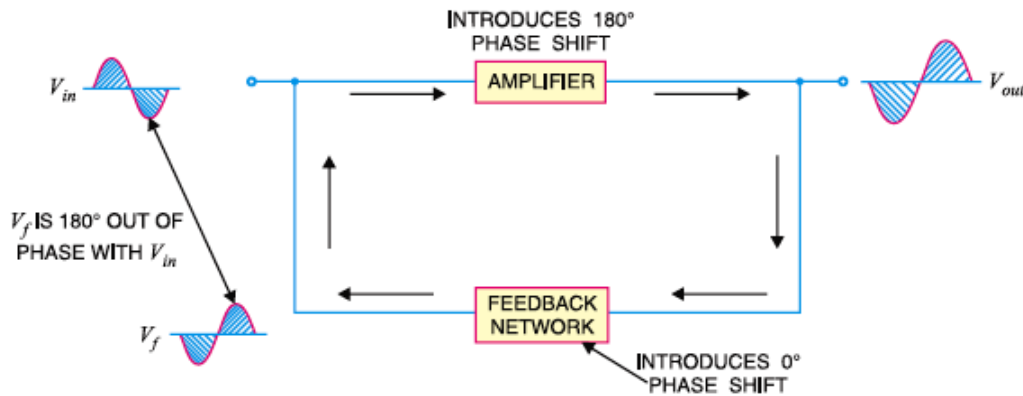 INTRODUCES 180°
PHASE SHIFT
AMPLIFIER
Vin
Vout
Vf IS 180° OUT OF
PHASE WITH Vin
Vf
FEEDBACK
NETWORK
INTRODUCES 0°
PHASE SHIFT